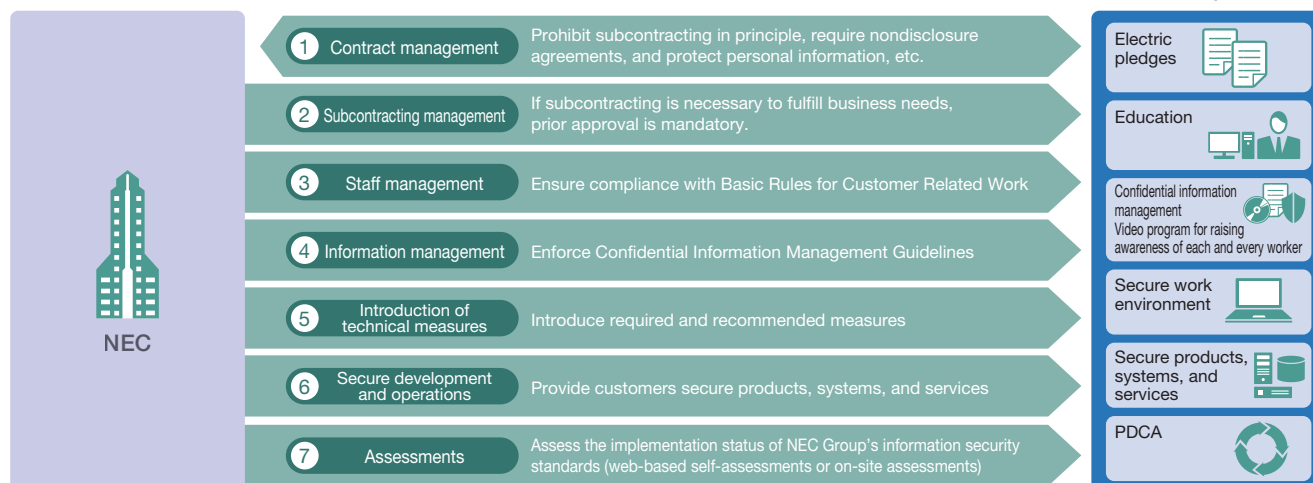 NEC
1 Contract management
Prohibit subcontracting in principle, require nondisclosure
agreements, and protect personal information, etc.
2 Subcontracting management
If subcontracting is necessary to fulfill business needs,
prior approval is mandatory.
3 Staff management
Ensure compliance with Basic Rules for Customer Related Work
4 Information management
Enforce Confidential Information Management Guidelines
5 Introduction of
technical measures
Introduce required and recommended measures
6 Secure development
and operations
Provide customers secure products, systems, and services
7 Assessments
Assess the implementation status of NEC Group's information security
standards (web-based self-assessments or on-site assessments)
Electric
pledges
Education
Confidential information
management
Video program for raising
awareness of each and every worker
Secure work
environment
Secure products,
systems, and
services
PDCA